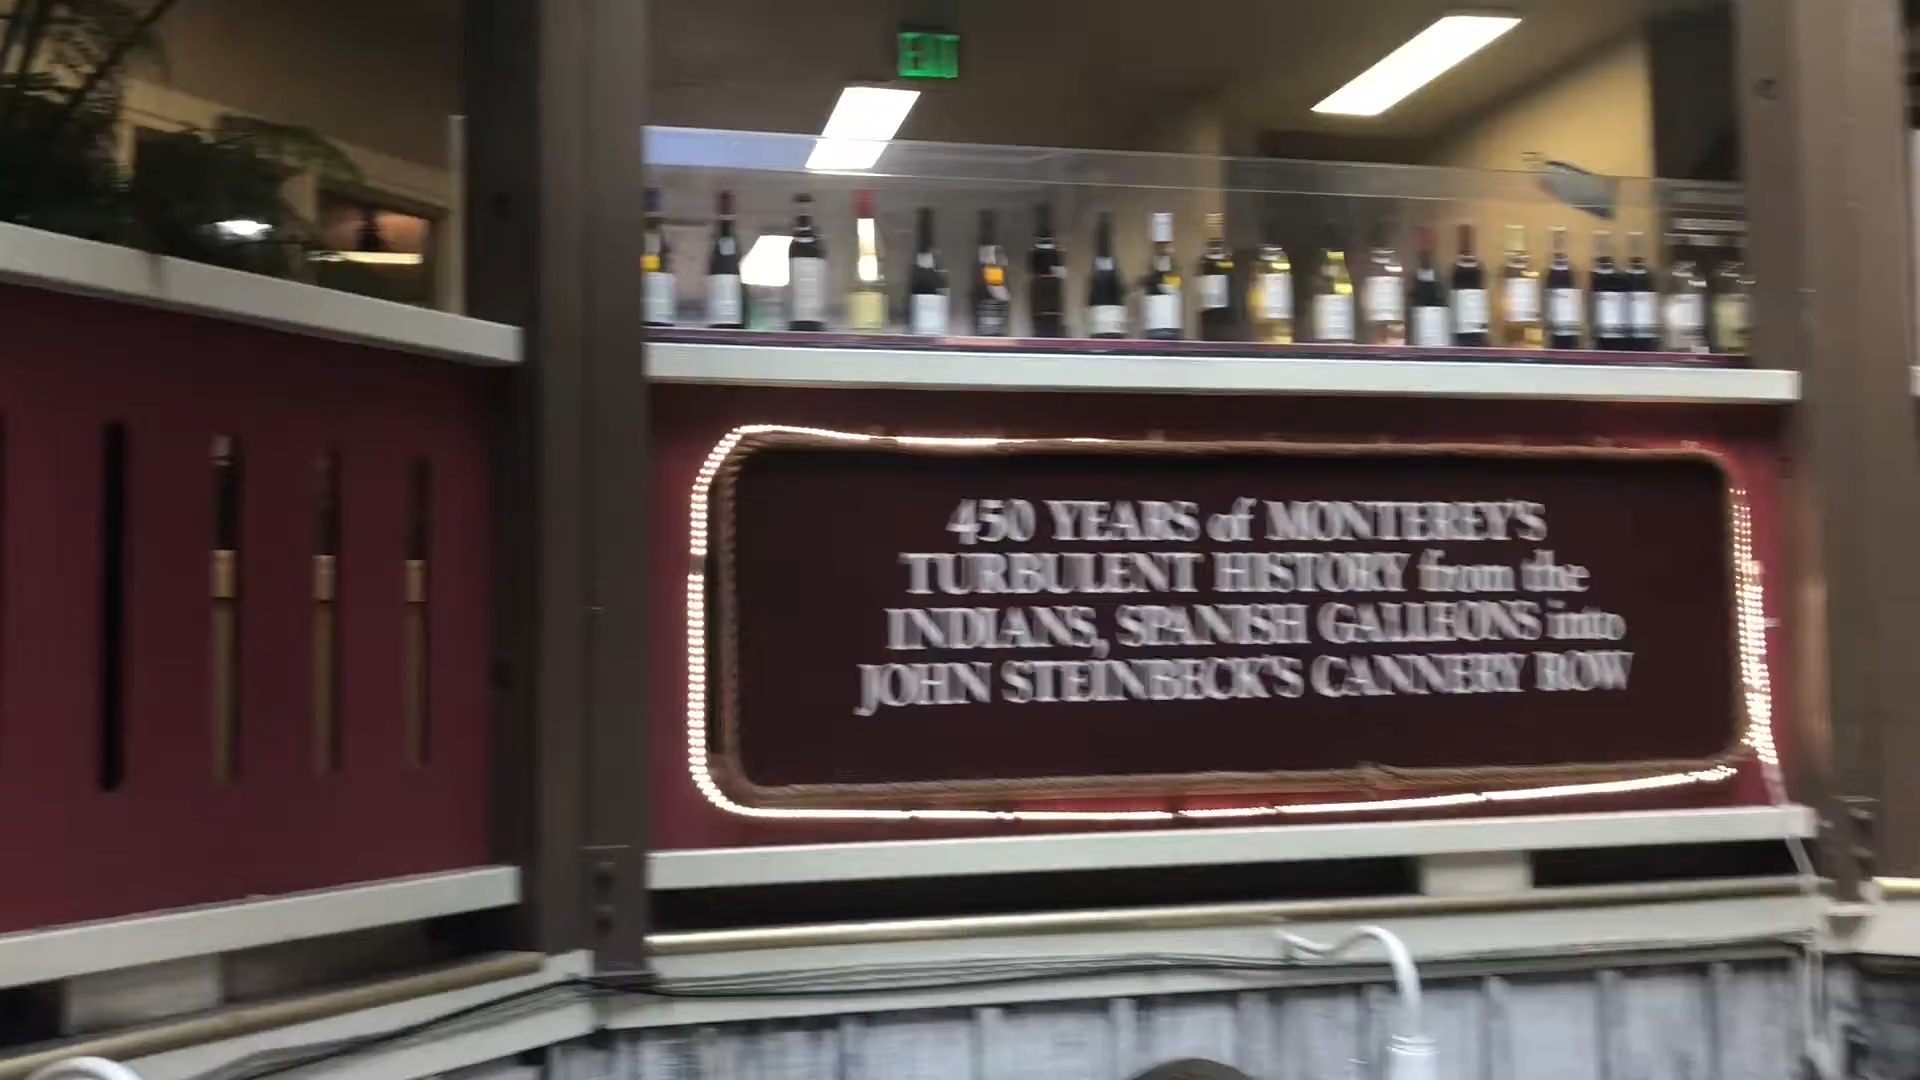 EXIT
450 YEARS of MONTEREY'S
TURBULENT HISTORY from the
INDIANS, SPANISH GALLEONS into
JOHN STEINBECK'S CANNERY ROW